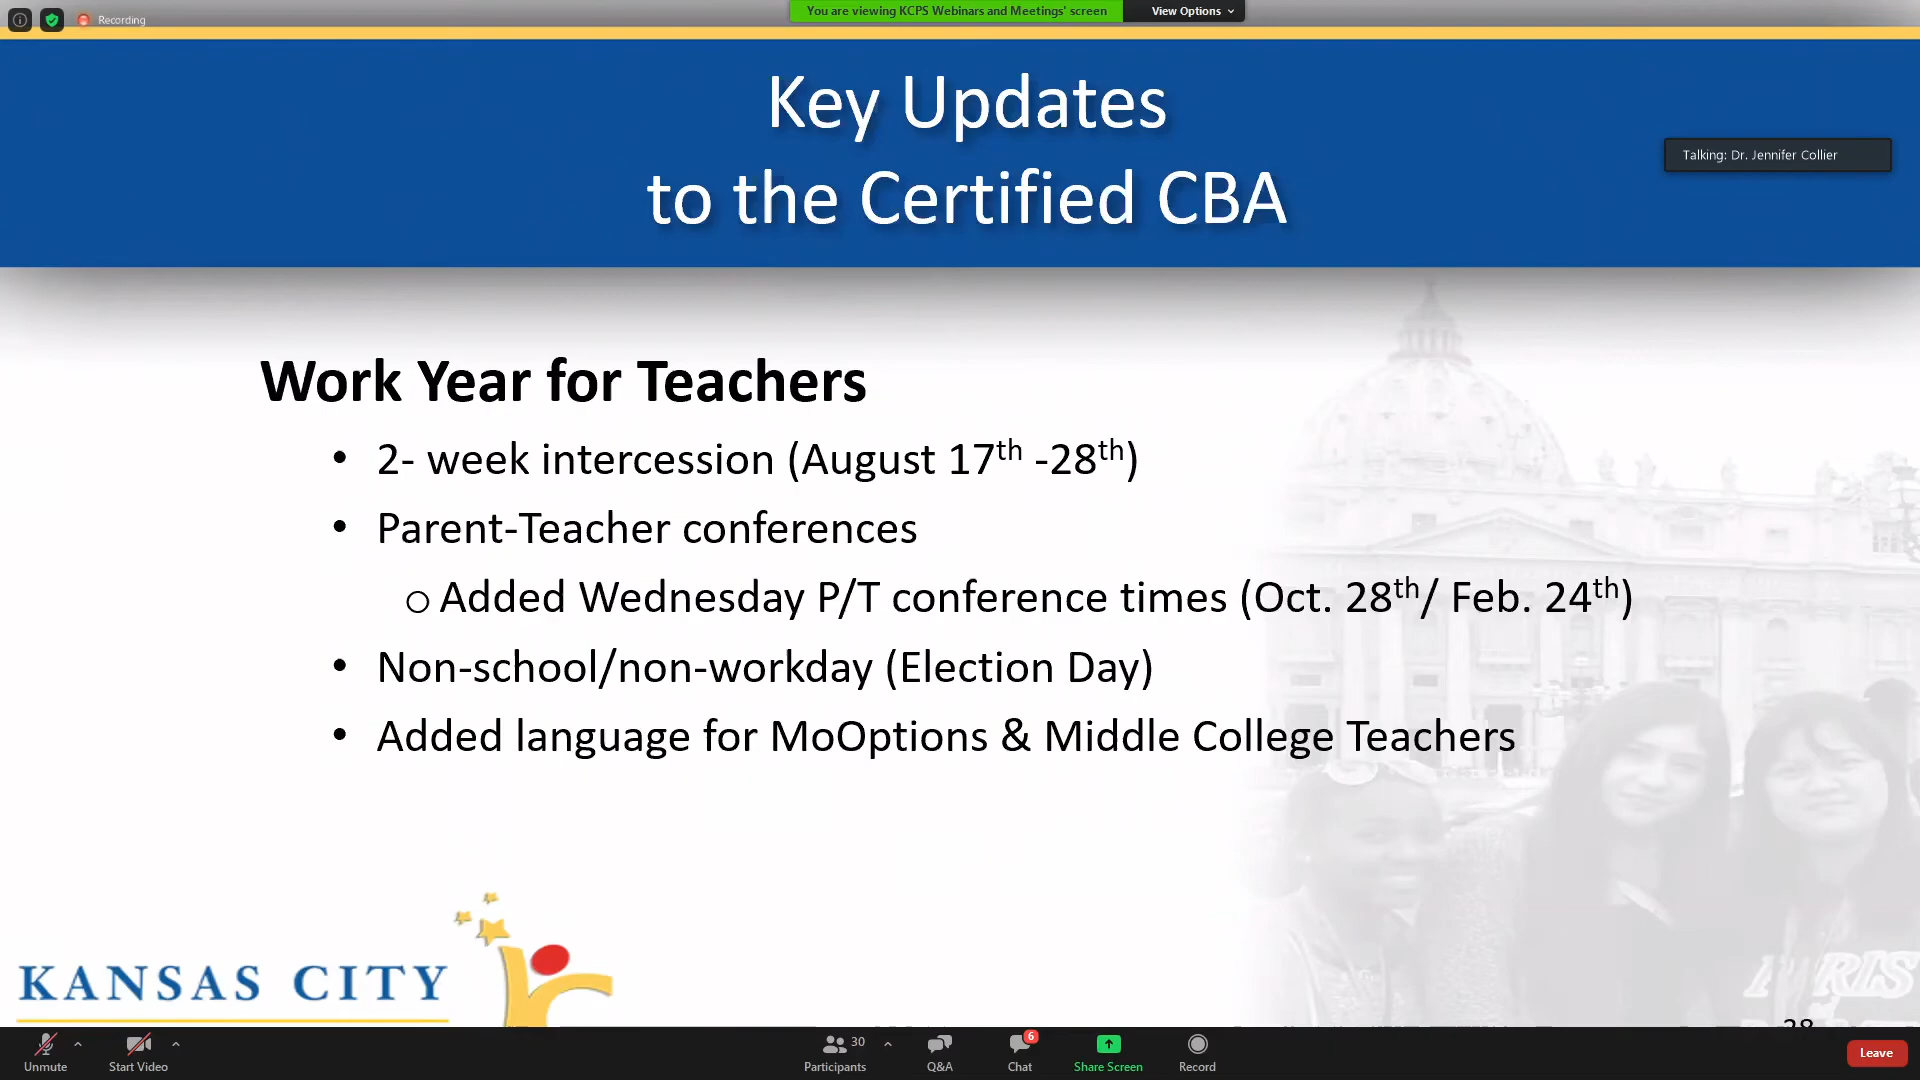 Recording
You are viewing KCPS Webinars and Meetings' screen
View Options
Key Updates
to the Certified CBA
Talking: Dr. Jennifer Collier
Work Year for Teachers
• 2- week intercession (August 17th -28th)
• Parent-Teacher conferences
o Added Wednesday P/T conference times (Oct. 28th/ Feb. 24th)
• Non-school/non-workday (Election Day)
• Added language for MoOptions & Middle College Teachers
KANSAS CITY
Unmute
Start Video
30
Participants
Q&A
6
Chat
Share Screen
Record
Leave